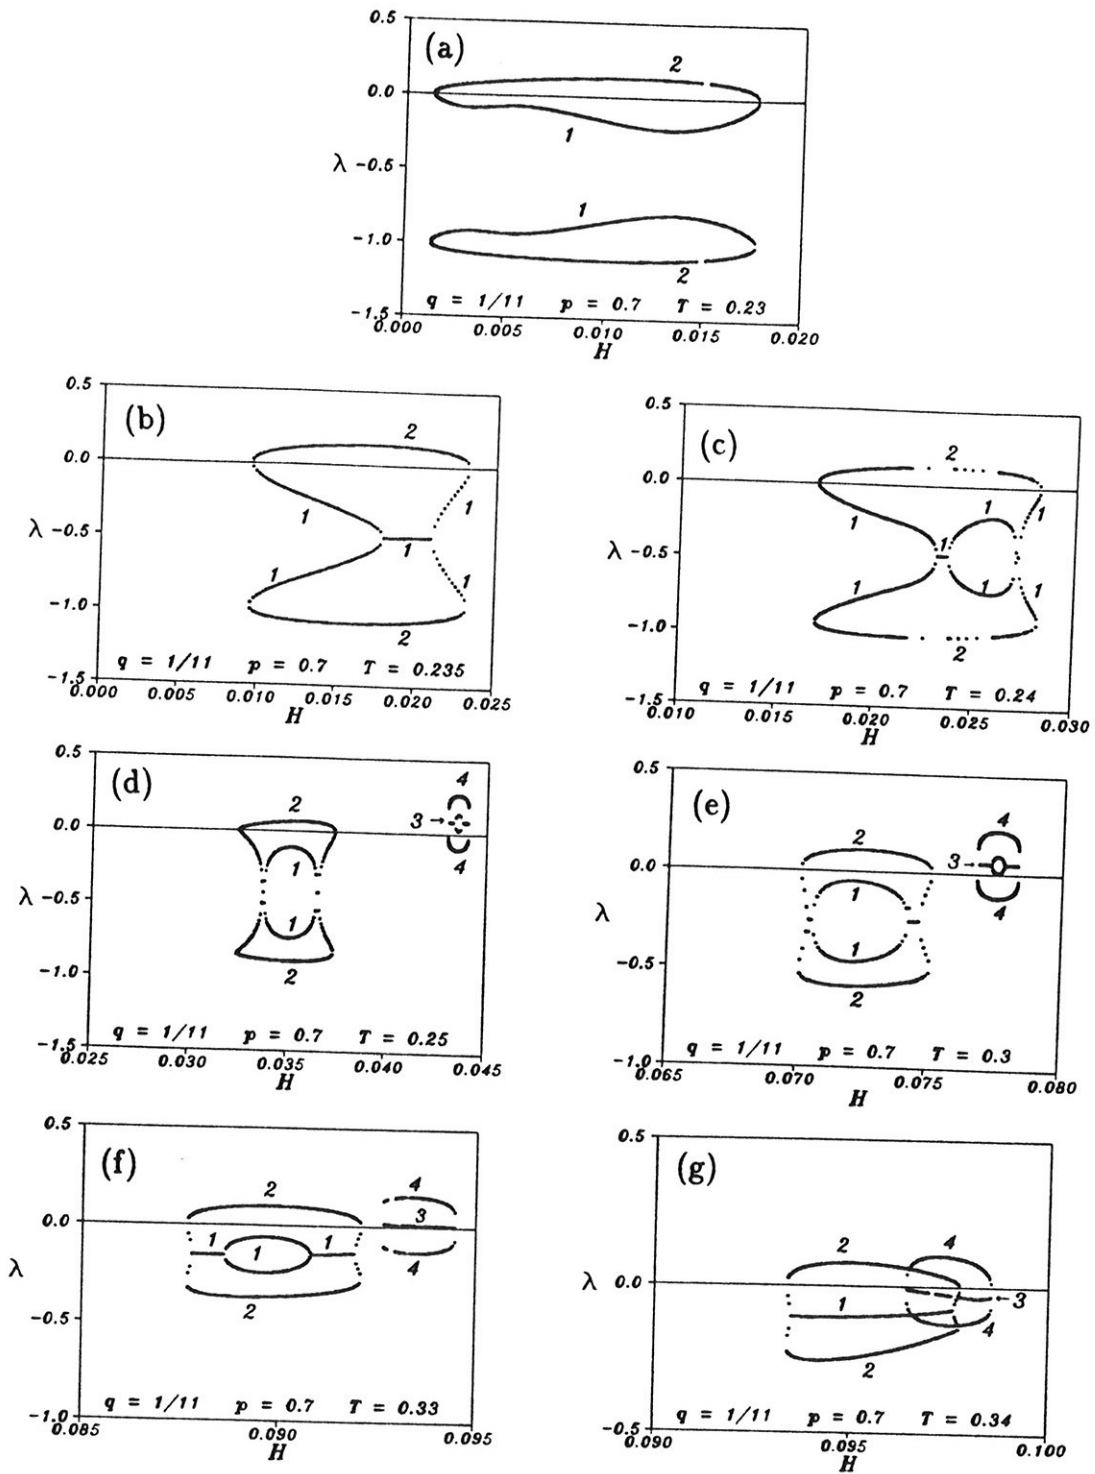 (a)
0.5
0.0
λ -0.5
-1.0
-1.5
2
1
1
2
q = 1/11 p = 0.7 T = 0.23
0.000 0.005 0.010 0.015 0.020
H
(b)
0.5
0.0
λ -0.5
-1.0
-1.5
2
1
1
1
1
1
2
q = 1/11 p = 0.7 T = 0.235
0.000 0.005 0.010 0.015 0.020 0.025
H
(c)
0.5
0.0
λ -0.5
-1.0
-1.5
2
1
1
1
1
1
1
1
2
q = 1/11 p = 0.7 T = 0.24
0.010 0.015 0.020 0.025 0.030
H
(d)
0.5
0.0
λ -0.5
-1.0
-1.5
4
2
3→
4
1
1
2
q = 1/11 p = 0.7 T = 0.25
0.025 0.030 0.035 0.040 0.045
H
(e)
0.5
0.0
λ
-0.5
-1.0
4
2
3→
1
4
1
2
q = 1/11 p = 0.7 T = 0.3
0.065 0.070 0.075 0.080
H
(f)
0.5
0.0
λ
-0.5
-1.0
4
2
3
1 1 1
4
2
q = 1/11 p = 0.7 T = 0.33
0.085 0.090 0.095
H
(g)
0.5
0.0
λ
-0.5
2
4
1
←3
4
2
q = 1/11 p = 0.7 T = 0.34
0.090 0.095 0.100
H